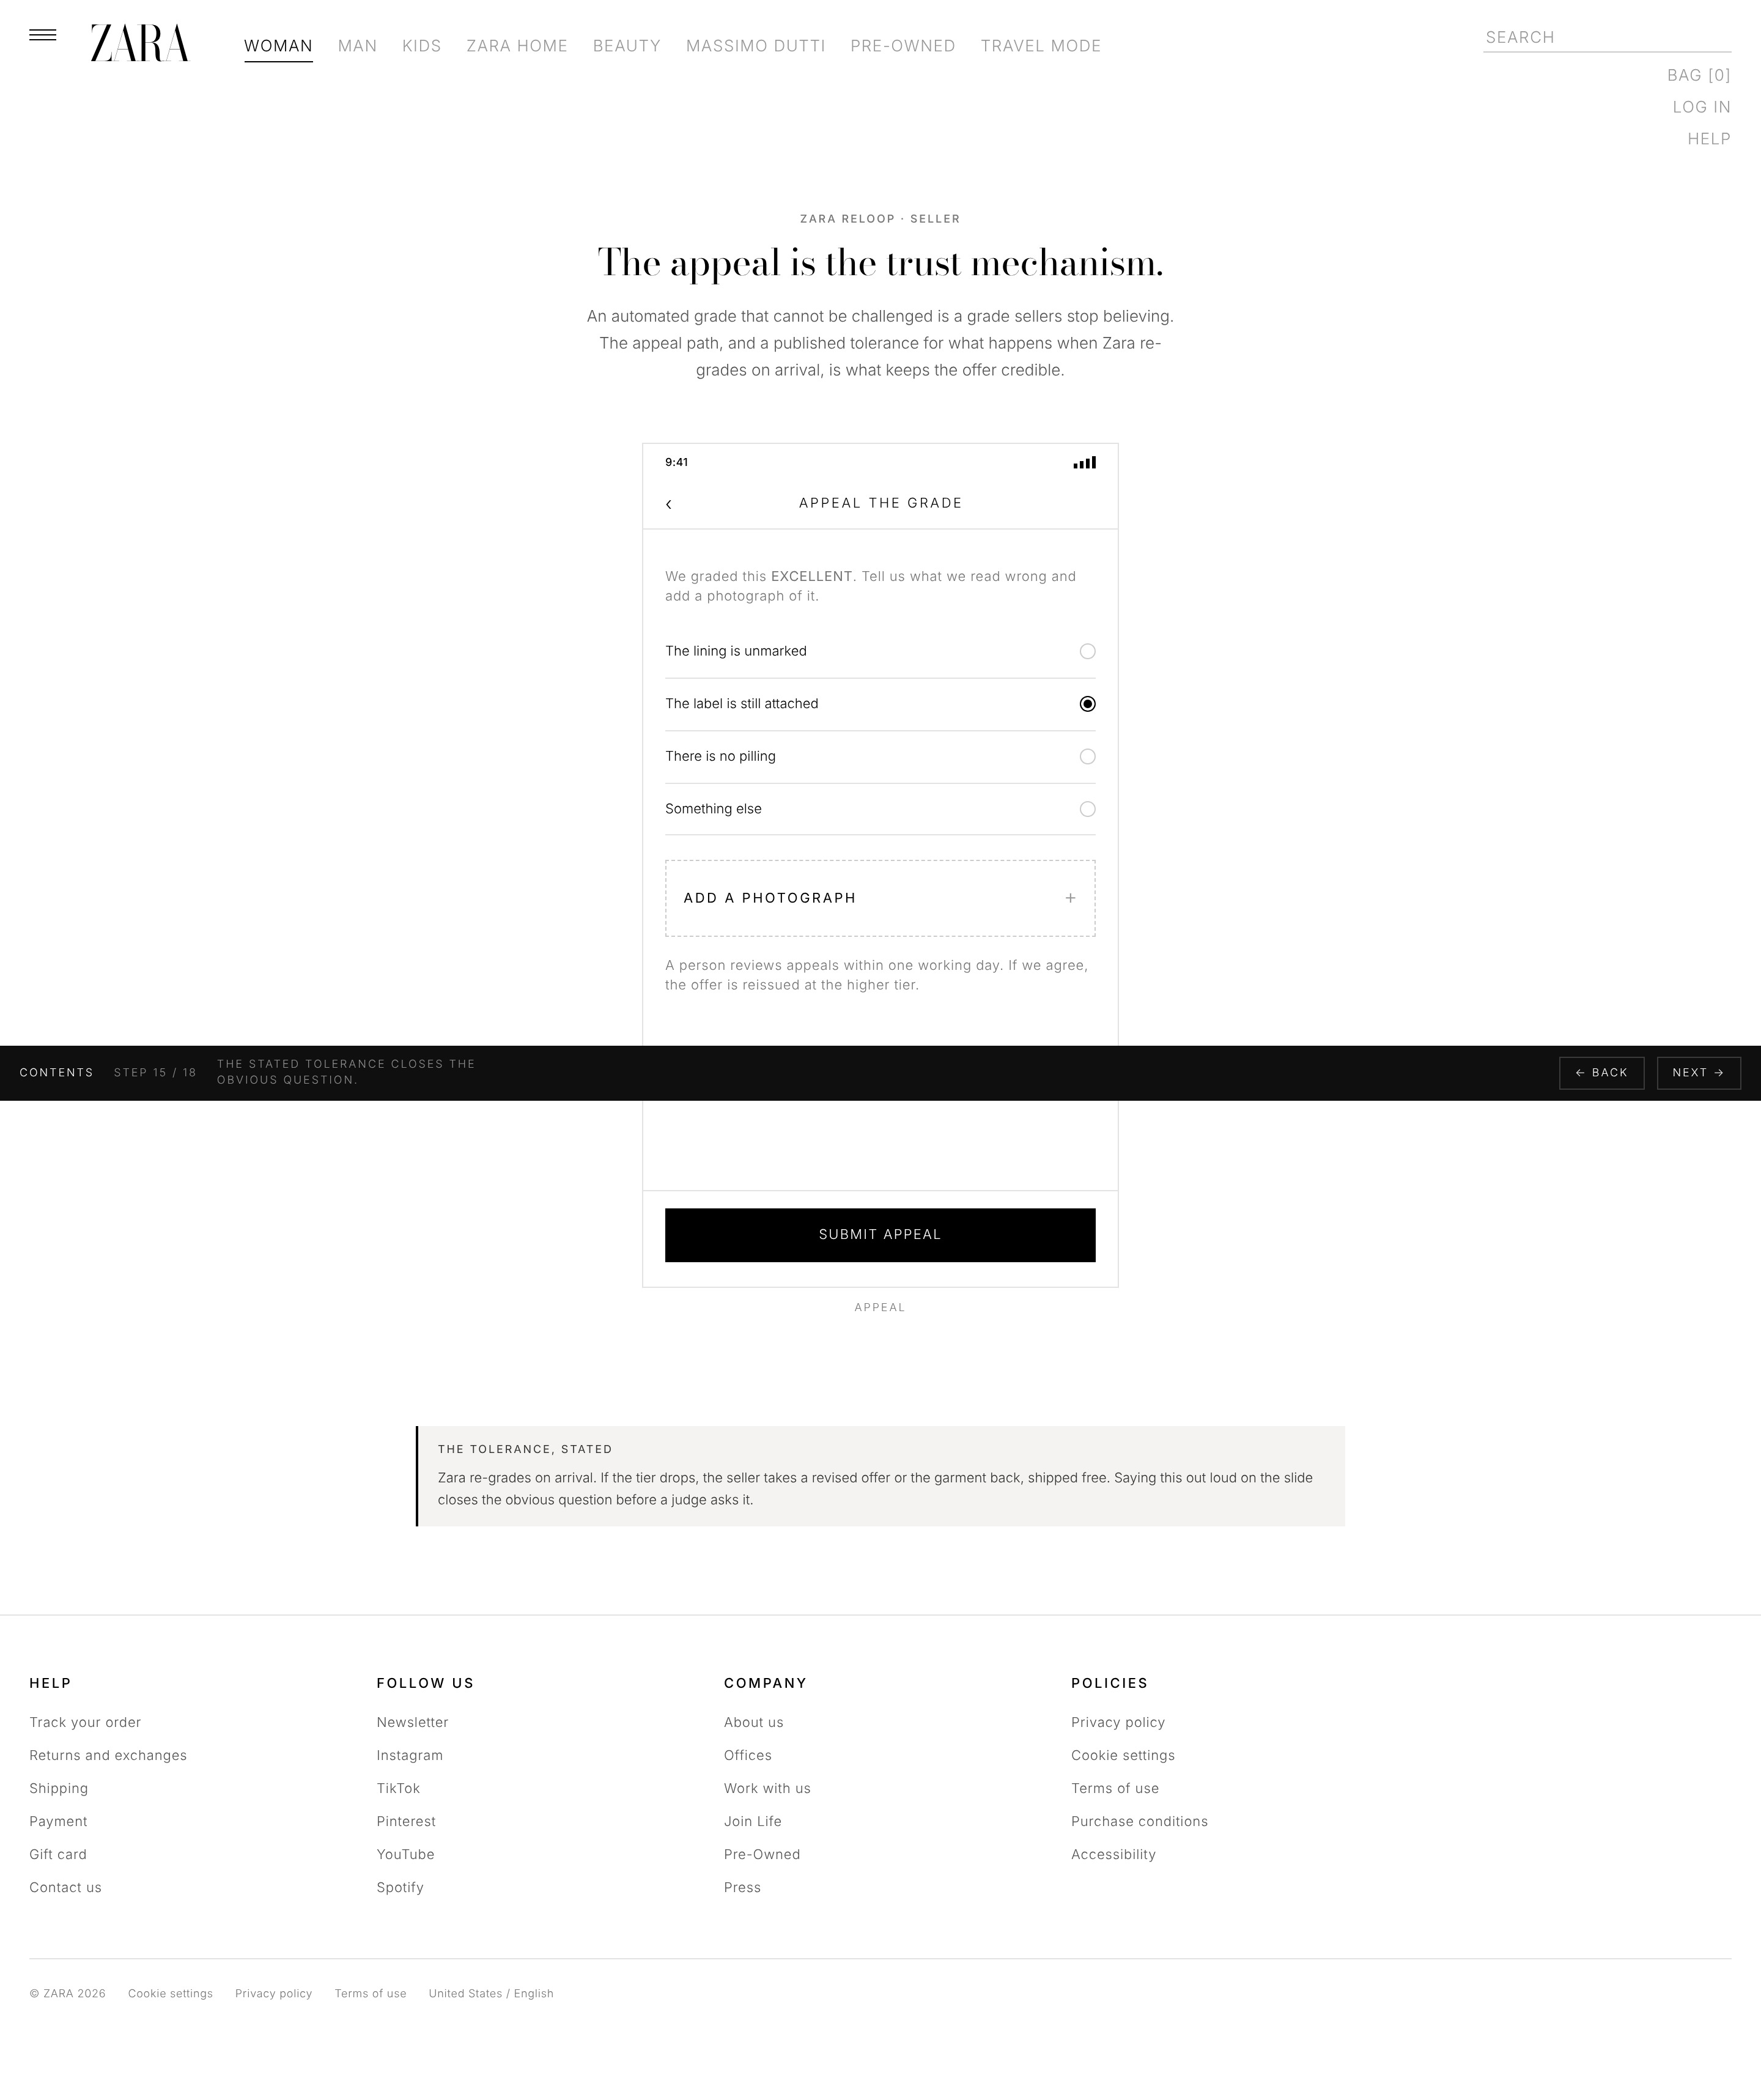 ZARA
WOMAN MAN KIDS ZARA HOME BEAUTY MASSIMO DUTTI PRE-OWNED TRAVEL MODE
SEARCH
BAG [0]
LOG IN
HELP
ZARA RELOOP · SELLER
The appeal is the trust mechanism.
An automated grade that cannot be challenged is a grade sellers stop believing.
The appeal path, and a published tolerance for what happens when Zara re-
grades on arrival, is what keeps the offer credible.
9:41
‹ APPEAL THE GRADE
We graded this EXCELLENT. Tell us what we read wrong and
add a photograph of it.
The lining is unmarked
The label is still attached
There is no pilling
Something else
ADD A PHOTOGRAPH +
A person reviews appeals within one working day. If we agree,
the offer is reissued at the higher tier.
CONTENTS STEP 15 / 18 THE STATED TOLERANCE CLOSES THE
OBVIOUS QUESTION.
← BACK NEXT →
SUBMIT APPEAL
APPEAL
THE TOLERANCE, STATED
Zara re-grades on arrival. If the tier drops, the seller takes a revised offer or the garment back, shipped free. Saying this out loud on the slide
closes the obvious question before a judge asks it.
HELP
Track your order
Returns and exchanges
Shipping
Payment
Gift card
Contact us
FOLLOW US
Newsletter
Instagram
TikTok
Pinterest
YouTube
Spotify
COMPANY
About us
Offices
Work with us
Join Life
Pre-Owned
Press
POLICIES
Privacy policy
Cookie settings
Terms of use
Purchase conditions
Accessibility
© ZARA 2026 Cookie settings Privacy policy Terms of use United States / English